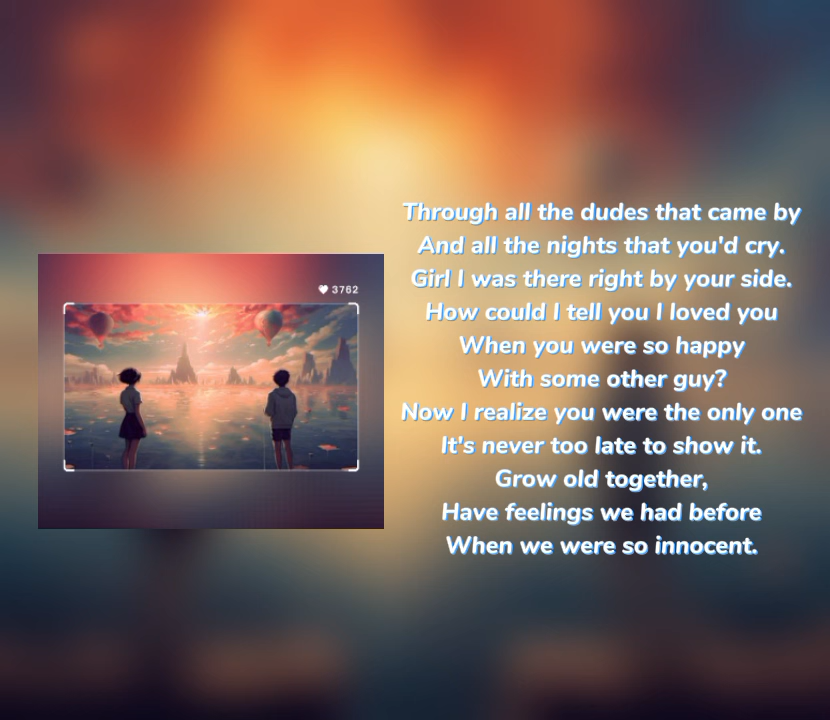 ♥ 3762
Through all the dudes that came by
And all the nights that you'd cry.
Girl I was there right by your side.
How could I tell you I loved you
When you were so happy
With some other guy?
Now I realize you were the only one
It's never too late to show it.
Grow old together,
Have feelings we had before
When we were so innocent.